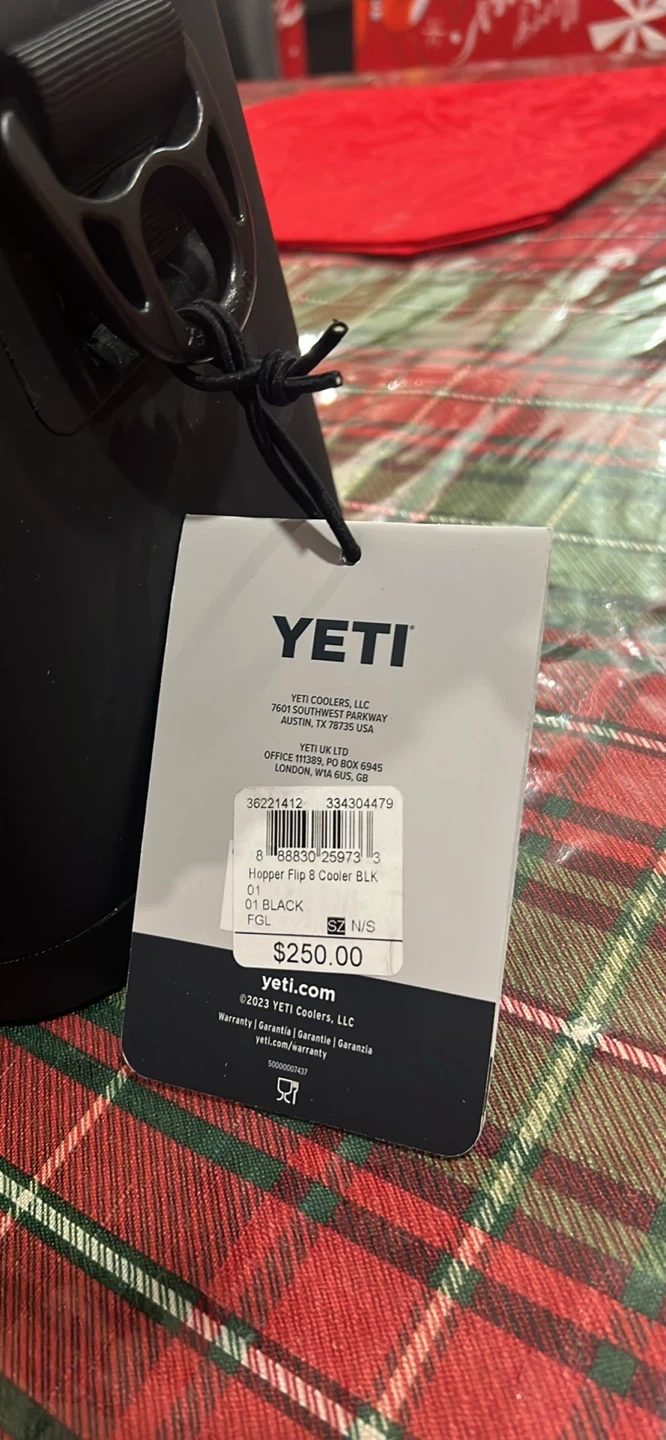 YETI®
YETI COOLERS, LLC
7601 SOUTHWEST PARKWAY
AUSTIN, TX 78735 USA
YETI UK LTD
OFFICE 111389, PO BOX 6945
LONDON, W1A 6US, GB
36221412 334304479
8 88830 25973 3
Hopper Flip 8 Cooler BLK
01
01 BLACK
FGL SZ N/S
$250.00
yeti.com
©2023 YETI Coolers, LLC
Warranty | Garantía | Garantie | Garanzia
yeti.com/warranty
50000007437